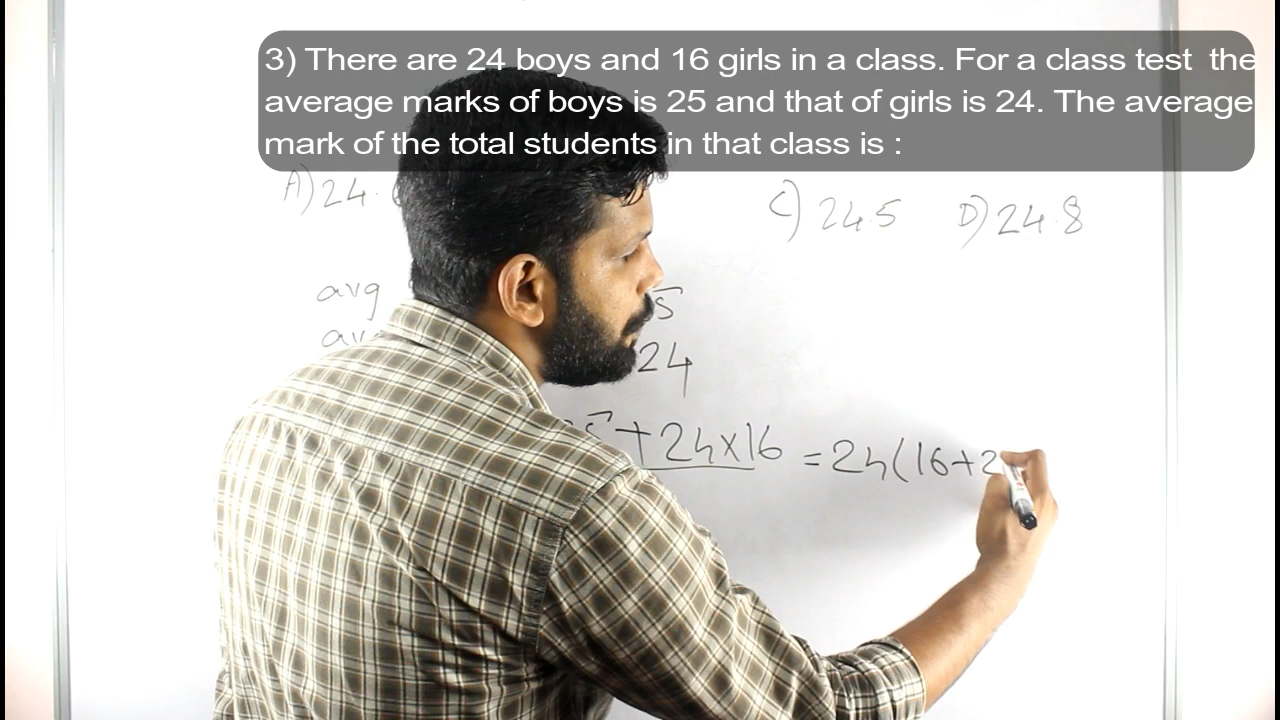 3) There are 24 boys and 16 girls in a class. For a class test the
average marks of boys is 25 and that of girls is 24. The average
mark of the total students in that class is :
A) 24. C) 24.5 D) 24.8
avg
24
+ 24x16 = 24(16+2